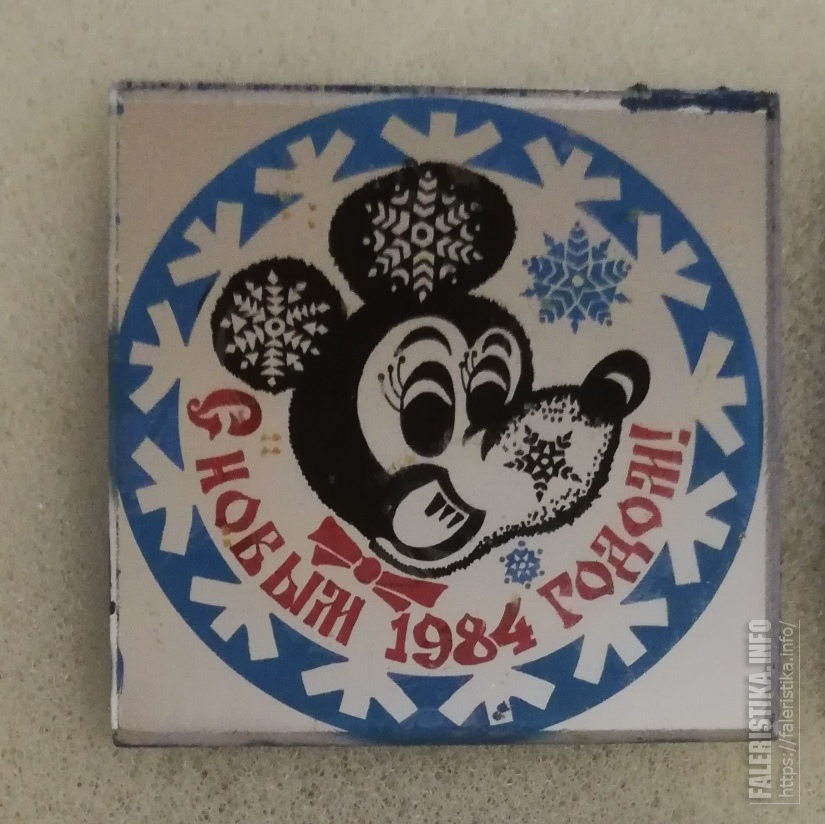 С НОВЫМ 1984 ГОДОМ!
FALERISTIKA.INFO
https://faleristika.info/